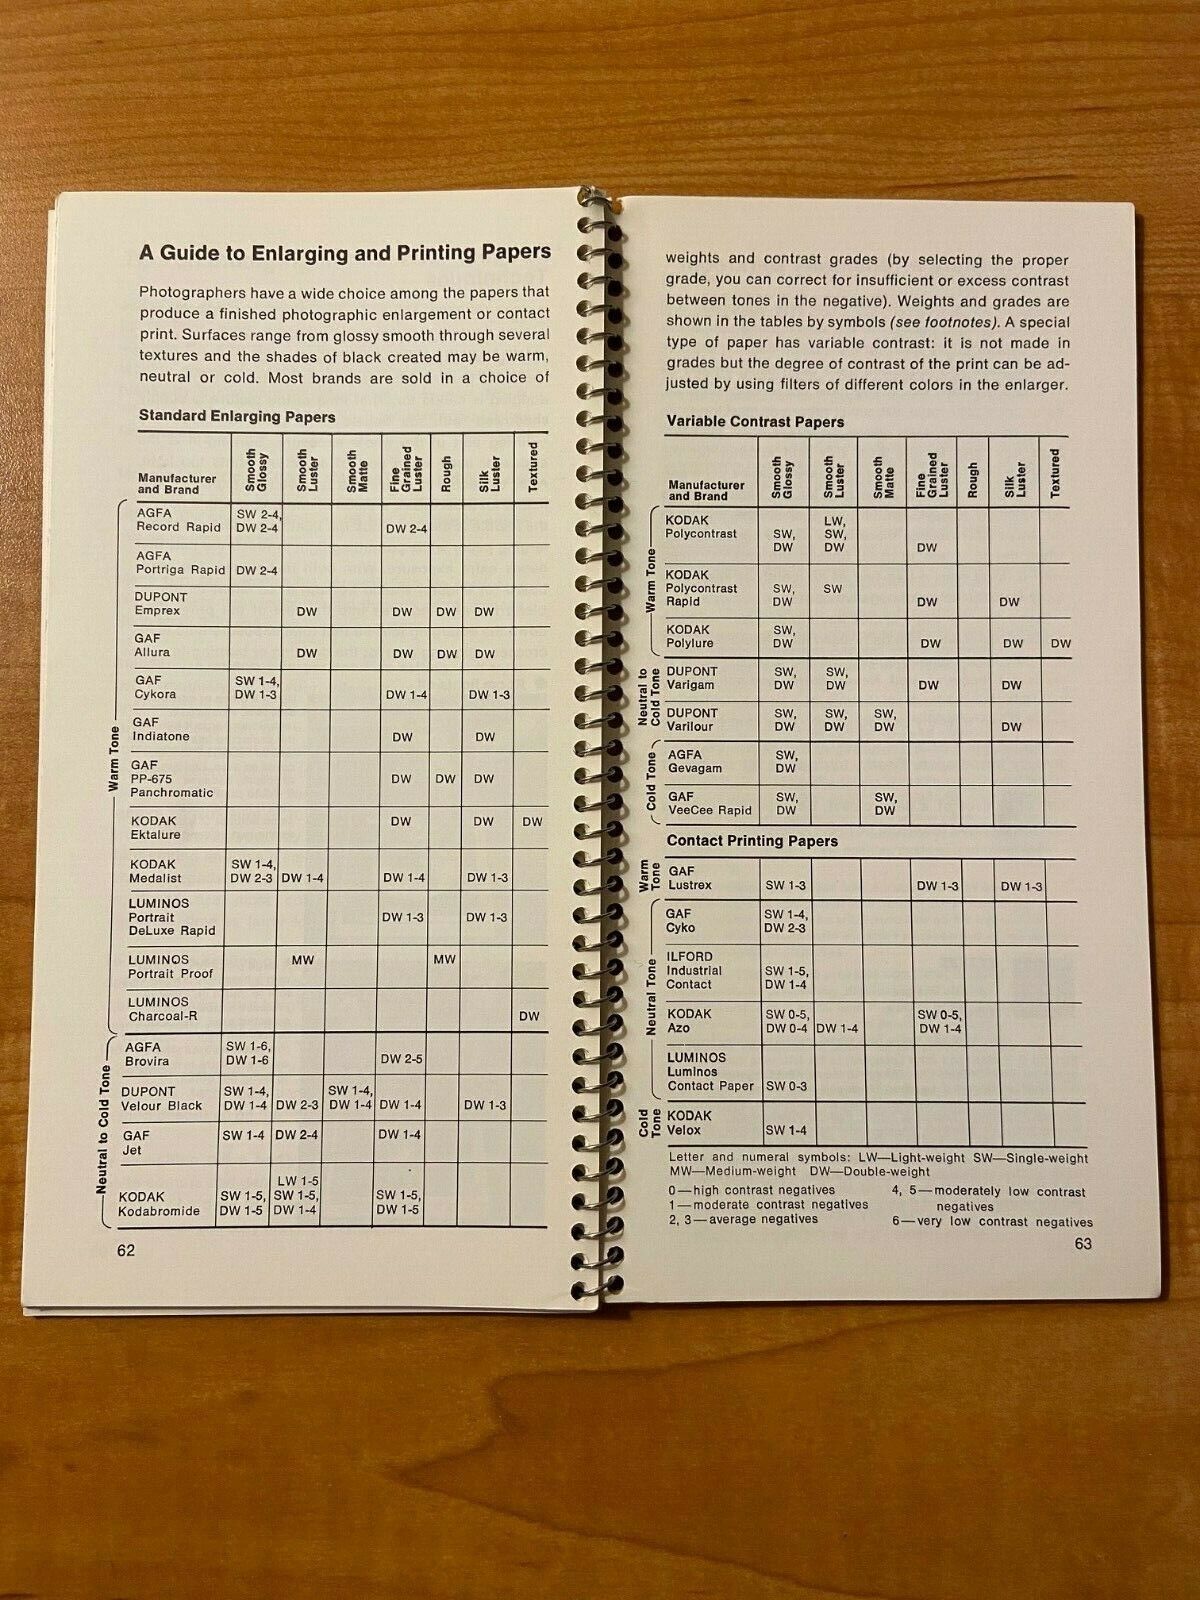 A Guide to Enlarging and Printing Papers
Photographers have a wide choice among the papers that
produce a finished photographic enlargement or contact
print. Surfaces range from glossy smooth through several
textures and the shades of black created may be warm,
neutral or cold. Most brands are sold in a choice of
Standard Enlarging Papers
Manufacturer and Brand | Smooth Glossy | Smooth Luster | Smooth Matte | Fine Grained Luster | Rough | Silk Luster | Textured
Warm Tone
AGFA Record Rapid | SW 2-4, DW 2-4 | | | DW 2-4 | | |
AGFA Portriga Rapid | DW 2-4 | | | | | |
DUPONT Emprex | | DW | | DW | DW | DW |
GAF Allura | | DW | | DW | DW | DW |
GAF Cykora | SW 1-4, DW 1-3 | | | DW 1-4 | | DW 1-3 |
GAF Indiatone | | | | DW | | DW |
GAF PP-675 Panchromatic | | | | DW | DW | DW |
KODAK Ektalure | | | | DW | | DW | DW
KODAK Medalist | SW 1-4, DW 2-3 | DW 1-4 | | DW 1-4 | | DW 1-3 |
LUMINOS Portrait DeLuxe Rapid | | | | DW 1-3 | | DW 1-3 |
LUMINOS Portrait Proof | | MW | | | MW | |
LUMINOS Charcoal-R | | | | | | | DW
Neutral to Cold Tone
AGFA Brovira | SW 1-6, DW 1-6 | | | DW 2-5 | | |
DUPONT Velour Black | SW 1-4, DW 1-4 | DW 2-3 | SW 1-4, DW 1-4 | DW 1-4 | | DW 1-3 |
GAF Jet | SW 1-4 | DW 2-4 | | DW 1-4 | | |
KODAK Kodabromide | SW 1-5, DW 1-5 | LW 1-5 SW 1-5, DW 1-4 | | SW 1-5, DW 1-5 | | |
62
weights and contrast grades (by selecting the proper
grade, you can correct for insufficient or excess contrast
between tones in the negative). Weights and grades are
shown in the tables by symbols (see footnotes). A special
type of paper has variable contrast: it is not made in
grades but the degree of contrast of the print can be ad-
justed by using filters of different colors in the enlarger.
Variable Contrast Papers
Manufacturer and Brand | Smooth Glossy | Smooth Luster | Smooth Matte | Fine Grained Luster | Rough | Silk Luster | Textured
Warm Tone
KODAK Polycontrast | SW, DW | LW, SW, DW | | DW | | |
KODAK Polycontrast Rapid | SW, DW | SW | | DW | | DW |
KODAK Polylure | SW, DW | | | DW | | DW | DW
Neutral to Cold Tone
DUPONT Varigam | SW, DW | SW, DW | | DW | | DW |
DUPONT Varilour | SW, DW | SW, DW | SW, DW | | | DW |
Cold Tone
AGFA Gevagam | SW, DW | | | | | |
GAF VeeCee Rapid | SW, DW | | SW, DW | | | |
Contact Printing Papers
Warm Tone
GAF Lustrex | SW 1-3 | | | DW 1-3 | | DW 1-3 |
Neutral Tone
GAF Cyko | SW 1-4, DW 2-3 | | | | | |
ILFORD Industrial Contact | SW 1-5, DW 1-4 | | | | | |
KODAK Azo | SW 0-5, DW 0-4 | DW 1-4 | | SW 0-5, DW 1-4 | | |
LUMINOS Luminos Contact Paper | SW 0-3 | | | | | |
Cold Tone
KODAK Velox | SW 1-4 | | | | | |
Letter and numeral symbols: LW—Light-weight SW—Single-weight
MW—Medium-weight DW—Double-weight
0—high contrast negatives
1—moderate contrast negatives
2, 3—average negatives
4, 5—moderately low contrast
negatives
6—very low contrast negatives
63